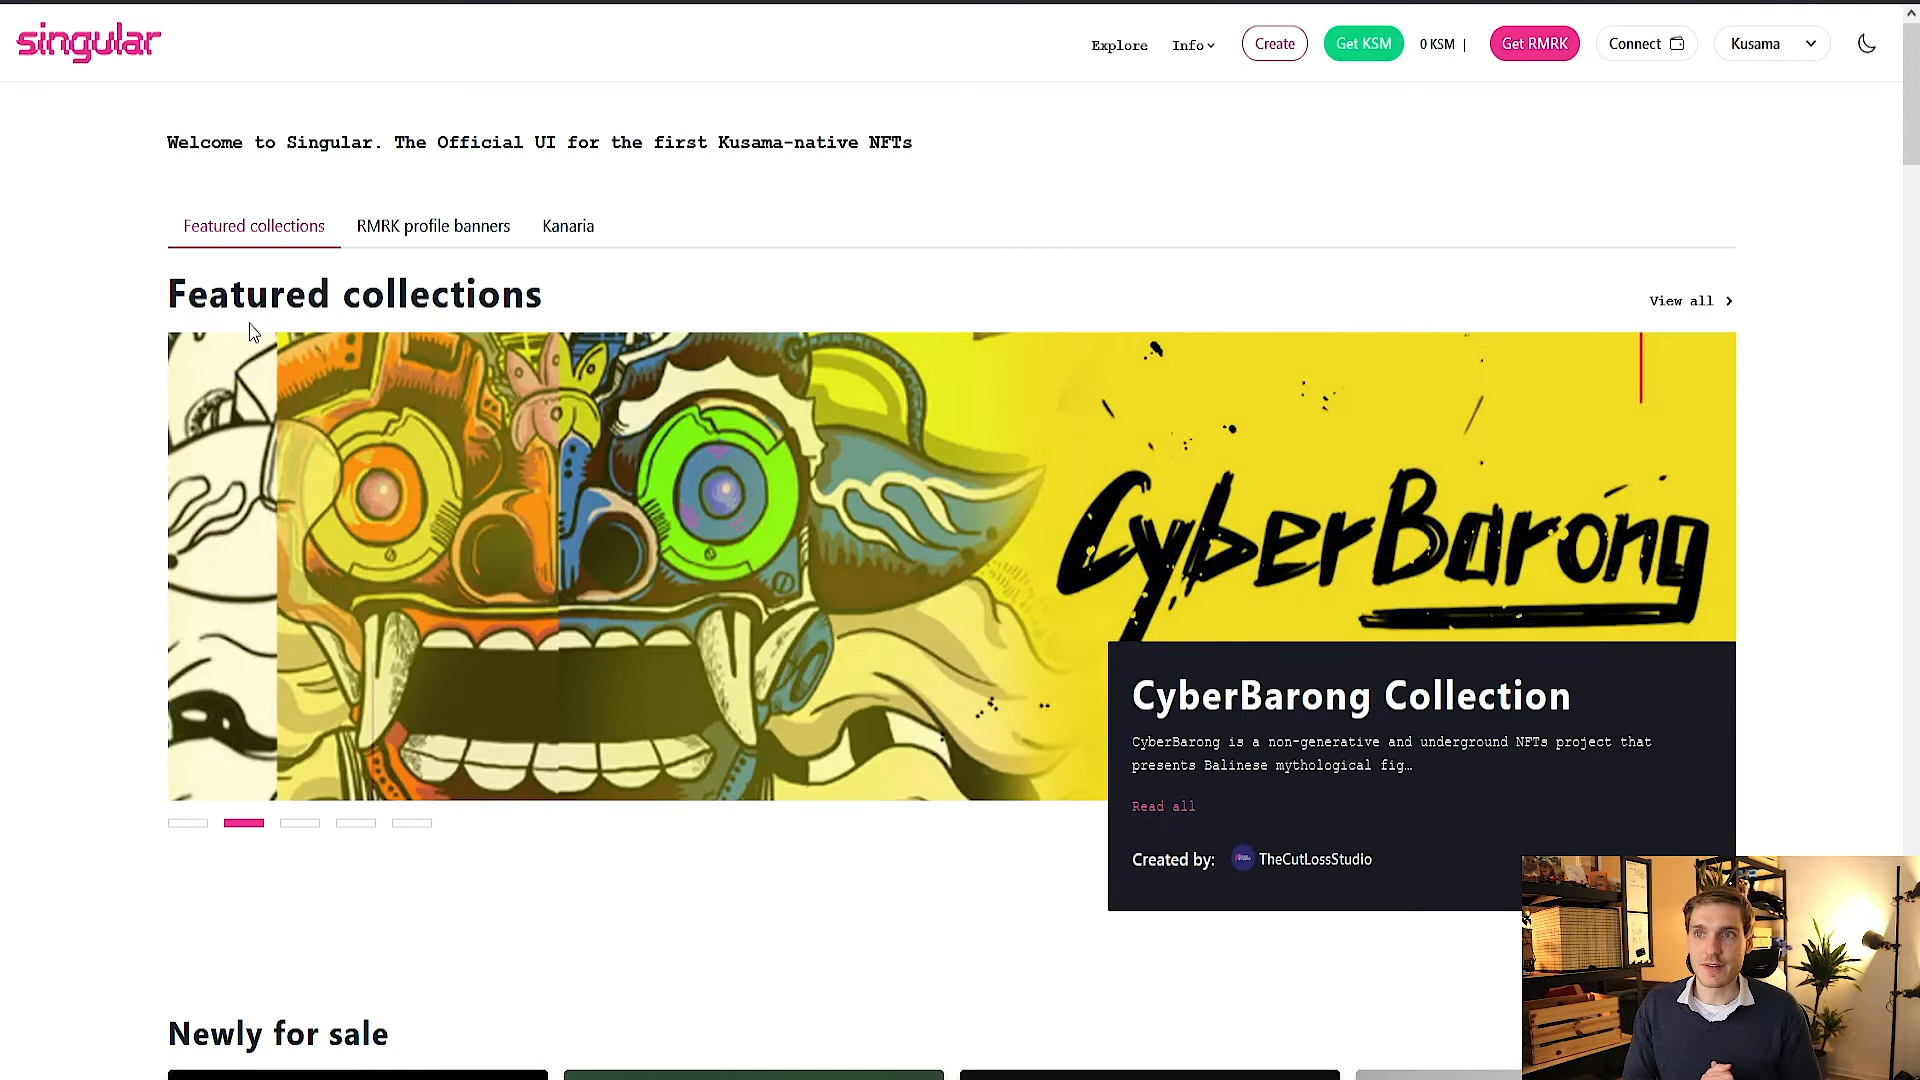 singular
Explore Info Create Get KSM 0 KSM | Get RMRK Connect Kusama
Welcome to Singular. The Official UI for the first Kusama-native NFTs
Featured collections RMRK profile banners Kanaria
Featured collections
View all
CyberBarong
CyberBarong Collection
CyberBarong is a non-generative and underground NFTs project that
presents Balinese mythological fig…
Read all
Created by: TheCutLossStudio
Newly for sale